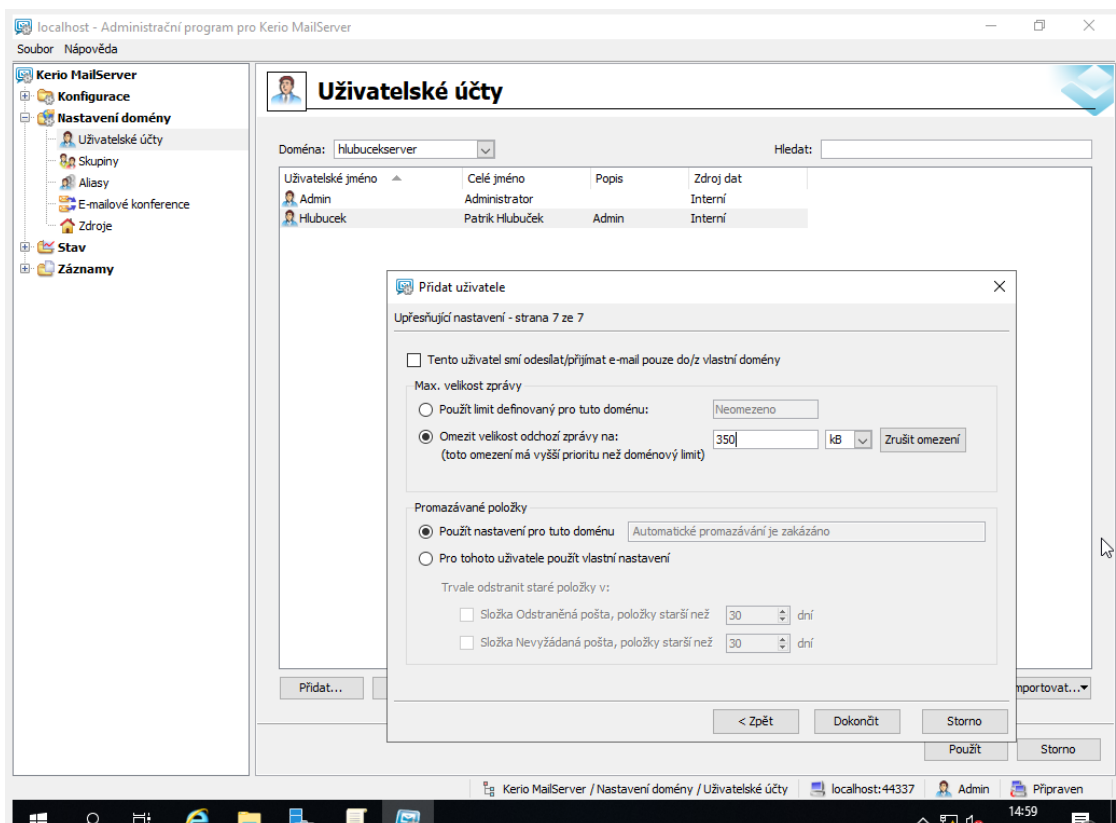 localhost - Administrační program pro Kerio MailServer
Soubor Nápověda
Kerio MailServer
Konfigurace
Nastavení domény
Uživatelské účty
Skupiny
Aliasy
E-mailové konference
Zdroje
Stav
Záznamy
Uživatelské účty
Doména: hlubucekserver Hledat:
Uživatelské jméno Celé jméno Popis Zdroj dat
Admin Administrator Interní
Hlubucek Patrik Hlubuček Admin Interní
Přidat uživatele
Upřesňující nastavení - strana 7 ze 7
Tento uživatel smí odesílat/přijímat e-mail pouze do/z vlastní domény
Max. velikost zprávy
Použít limit definovaný pro tuto doménu: Neomezeno
Omezit velikost odchozí zprávy na: 350 kB Zrušit omezení
(toto omezení má vyšší prioritu než doménový limit)
Promazávané položky
Použít nastavení pro tuto doménu Automatické promazávání je zakázáno
Pro tohoto uživatele použít vlastní nastavení
Trvale odstranit staré položky v:
Složka Odstraněná pošta, položky starší než 30 dní
Složka Nevyžádaná pošta, položky starší než 30 dní
Přidat... mportovat...
< Zpět Dokončit Storno
Použít Storno
Kerio MailServer / Nastavení domény / Uživatelské účty localhost:44337 Admin Připraven
14:59